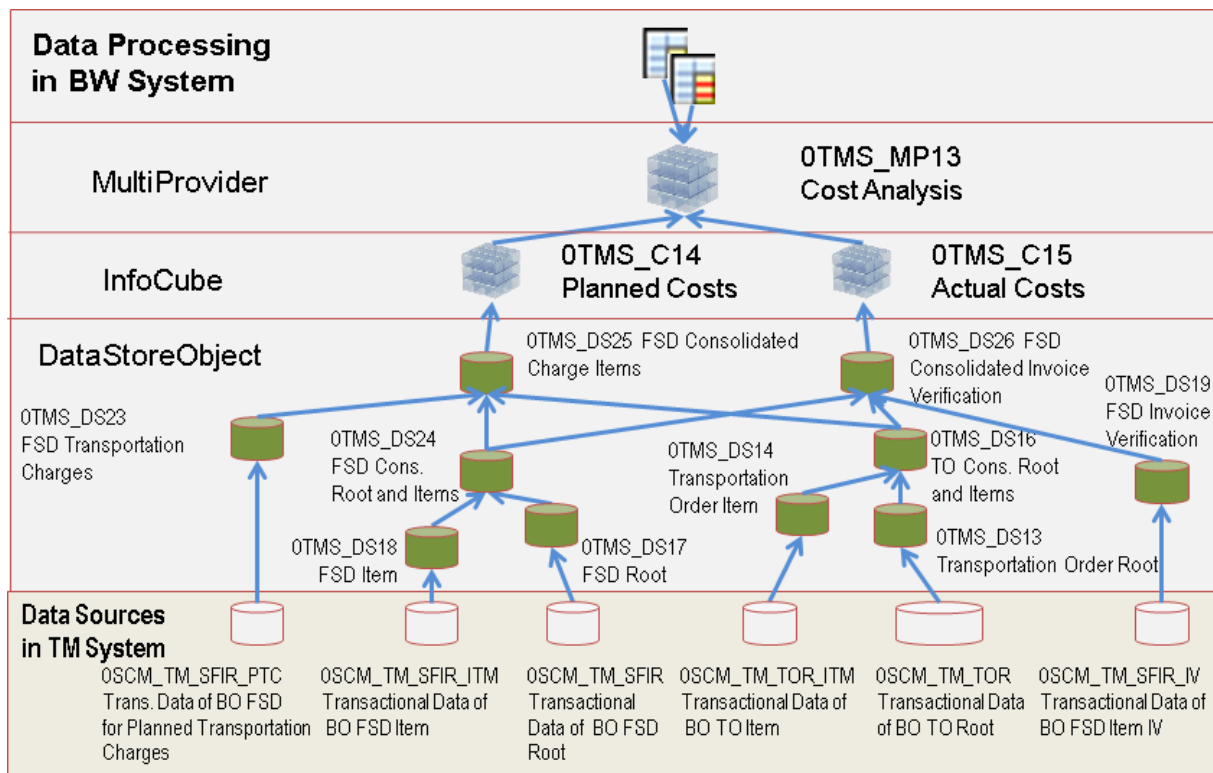 Data Processing
in BW System
MultiProvider
0TMS_MP13
Cost Analysis
InfoCube
0TMS_C14
Planned Costs
0TMS_C15
Actual Costs
DataStoreObject
0TMS_DS25 FSD Consolidated
Charge Items
0TMS_DS26 FSD
Consolidated Invoice
Verification
0TMS_DS19
FSD Invoice
Verification
0TMS_DS23
FSD Transportation
Charges
0TMS_DS24
FSD Cons.
Root and Items
0TMS_DS14
Transportation
Order Item
0TMS_DS16
TO Cons. Root
and Items
0TMS_DS18
FSD Item
0TMS_DS17
FSD Root
0TMS_DS13
Transportation Order Root
Data Sources
in TM System
0SCM_TM_SFIR_PTC
Trans. Data of BO FSD
for Planned Transportation
Charges
0SCM_TM_SFIR_ITM
Transactional Data of
BO FSD Item
0SCM_TM_SFIR
Transactional
Data of BO FSD
Root
0SCM_TM_TOR_ITM
Transactional Data of
BO TO Item
0SCM_TM_TOR
Transactional Data
of BO TO Root
0SCM_TM_SFIR_IV
Transactional Data of
BO FSD Item IV